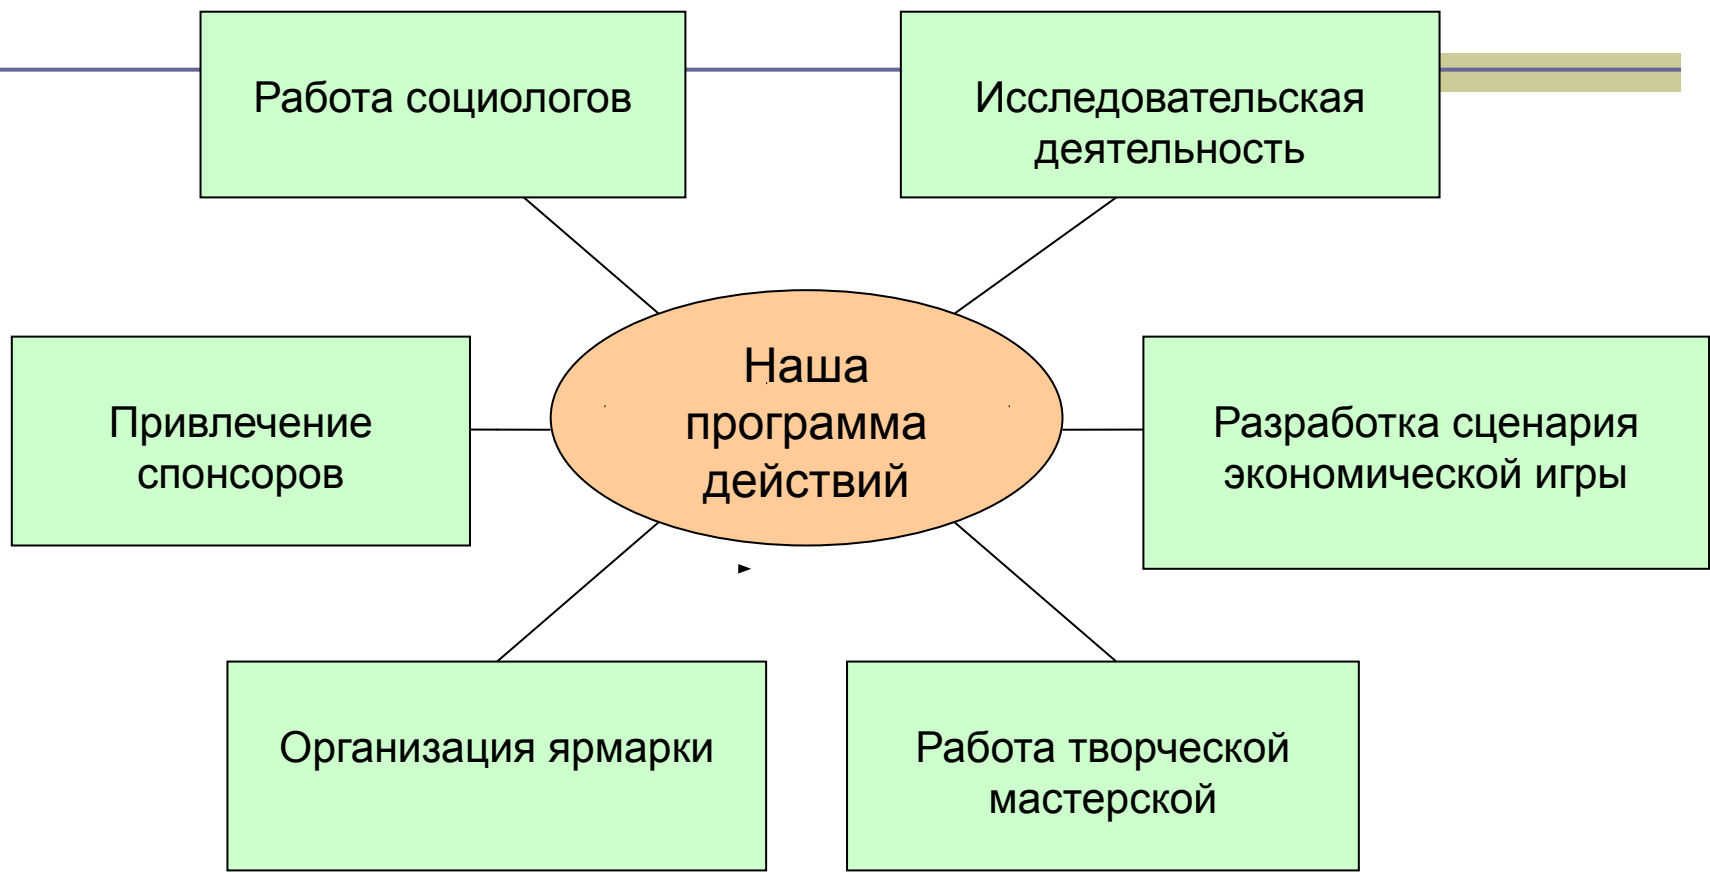 Работа социологов
Исследовательская
деятельность
Наша
программа
действий
Привлечение
спонсоров
Разработка сценария
экономической игры
Организация ярмарки
Работа творческой
мастерской